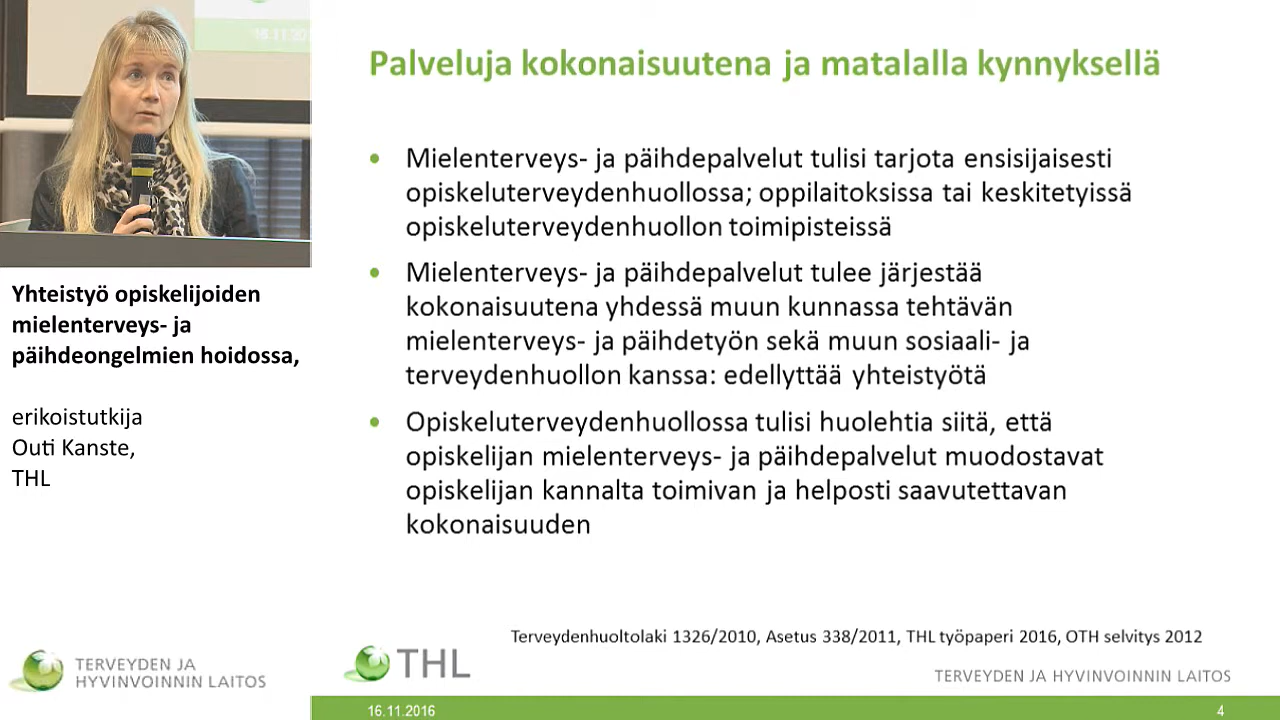 16.11.20
Palveluja kokonaisuutena ja matalalla kynnyksellä
• Mielenterveys- ja päihdepalvelut tulisi tarjota ensisijaisesti
opiskeluterveydenhuollossa; oppilaitoksissa tai keskitetyissä
opiskeluterveydenhuollon toimipisteissä
• Mielenterveys- ja päihdepalvelut tulee järjestää
kokonaisuutena yhdessä muun kunnassa tehtävän
mielenterveys- ja päihdetyön sekä muun sosiaali- ja
terveydenhuollon kanssa: edellyttää yhteistyötä
• Opiskeluterveydenhuollossa tulisi huolehtia siitä, että
opiskelijan mielenterveys- ja päihdepalvelut muodostavat
opiskelijan kannalta toimivan ja helposti saavutettavan
kokonaisuuden
Yhteistyö opiskelijoiden
mielenterveys- ja
päihdeongelmien hoidossa,
erikoistutkija
Outi Kanste,
THL
Terveydenhuoltolaki 1326/2010, Asetus 338/2011, THL työpaperi 2016, OTH selvitys 2012
TERVEYDEN JA
HYVINVOINNIN LAITOS
THL
TERVEYDEN JA HYVINVOINNIN LAITOS
16.11.2016
4